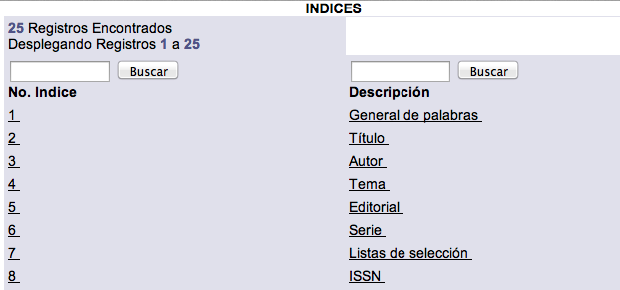 INDICES
25 Registros Encontrados
Desplegando Registros 1 a 25
Buscar Buscar
No. Indice Descripción
1 General de palabras
2 Título
3 Autor
4 Tema
5 Editorial
6 Serie
7 Listas de selección
8 ISSN